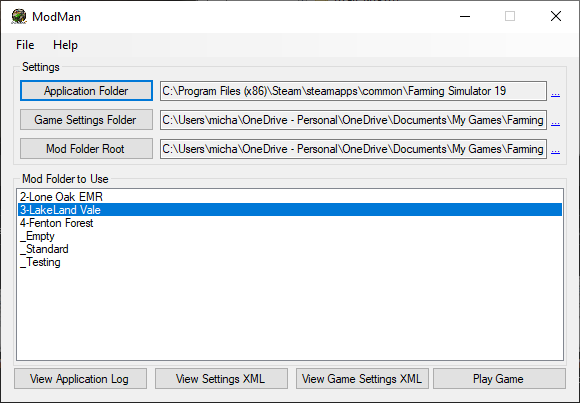 ModMan
File Help
Settings
Application Folder C:\Program Files (x86)\Steam\steamapps\common\Farming Simulator 19 ...
Game Settings Folder C:\Users\micha\OneDrive - Personal\OneDrive\Documents\My Games\Farming ...
Mod Folder Root C:\Users\micha\OneDrive - Personal\OneDrive\Documents\My Games\Farming ...
Mod Folder to Use
2-Lone Oak EMR
3-LakeLand Vale
4-Fenton Forest
_Empty
_Standard
_Testing
View Application Log View Settings XML View Game Settings XML Play Game